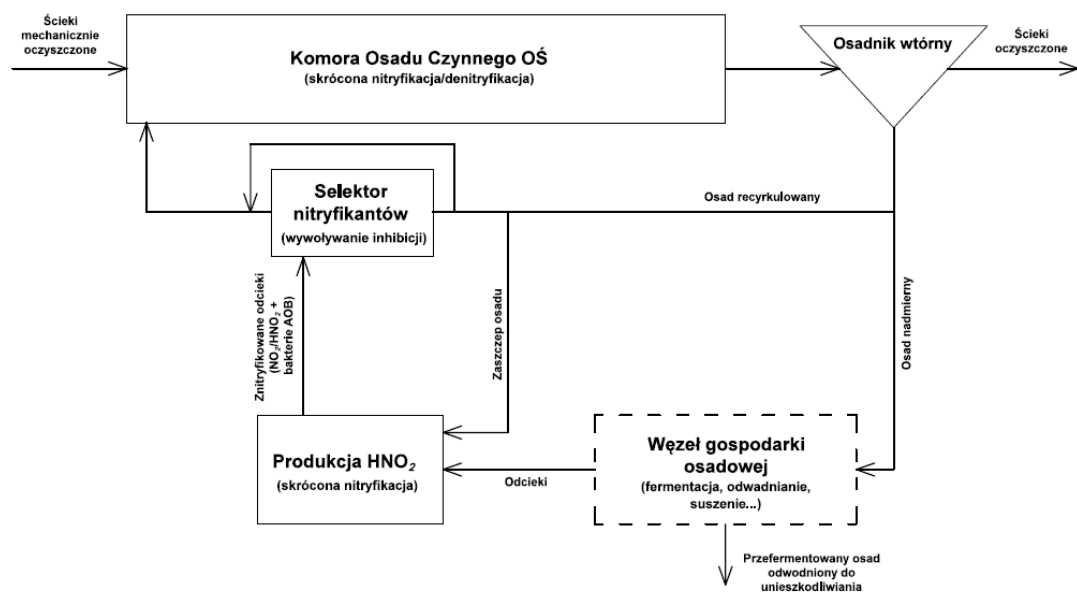 Ścieki
mechanicznie
oczyszczone
Komora Osadu Czynnego OŚ
(skrócona nitryfikacja/denitryfikacja)
Osadnik wtórny
Ścieki
oczyszczone
Selektor
nitryfikantów
(wywoływanie inhibicji)
Osad recyrkulowany
Znitryfikowane odcieki
(NO₂/HNO₂ +
bakterie AOB)
Zaszczep osadu
Osad nadmierny
Produkcja HNO₂
(skrócona nitryfikacja)
Odcieki
Węzeł gospodarki
osadowej
(fermentacja, odwadnianie,
suszenie...)
Przefermentowany osad
odwodniony do
unieszkodliwiania